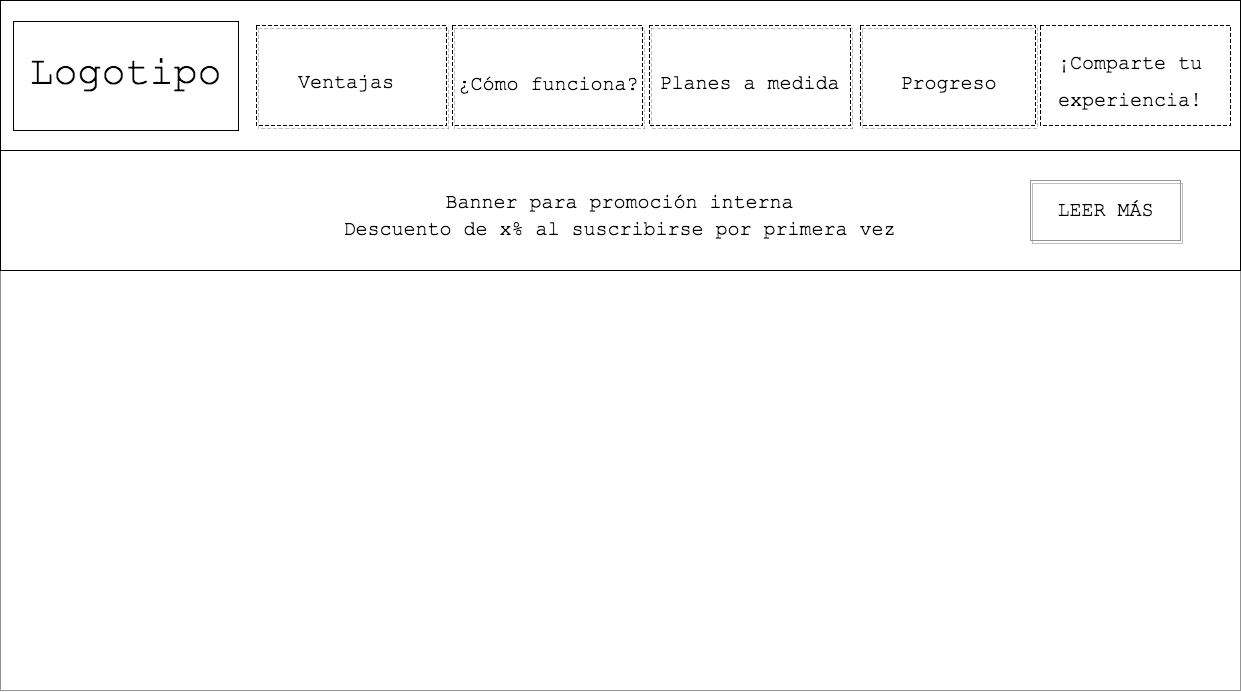 Logotipo
Ventajas
¿Cómo funciona?
Planes a medida
Progreso
¡Comparte tu
experiencia!
Banner para promoción interna
Descuento de x% al suscribirse por primera vez
LEER MÁS